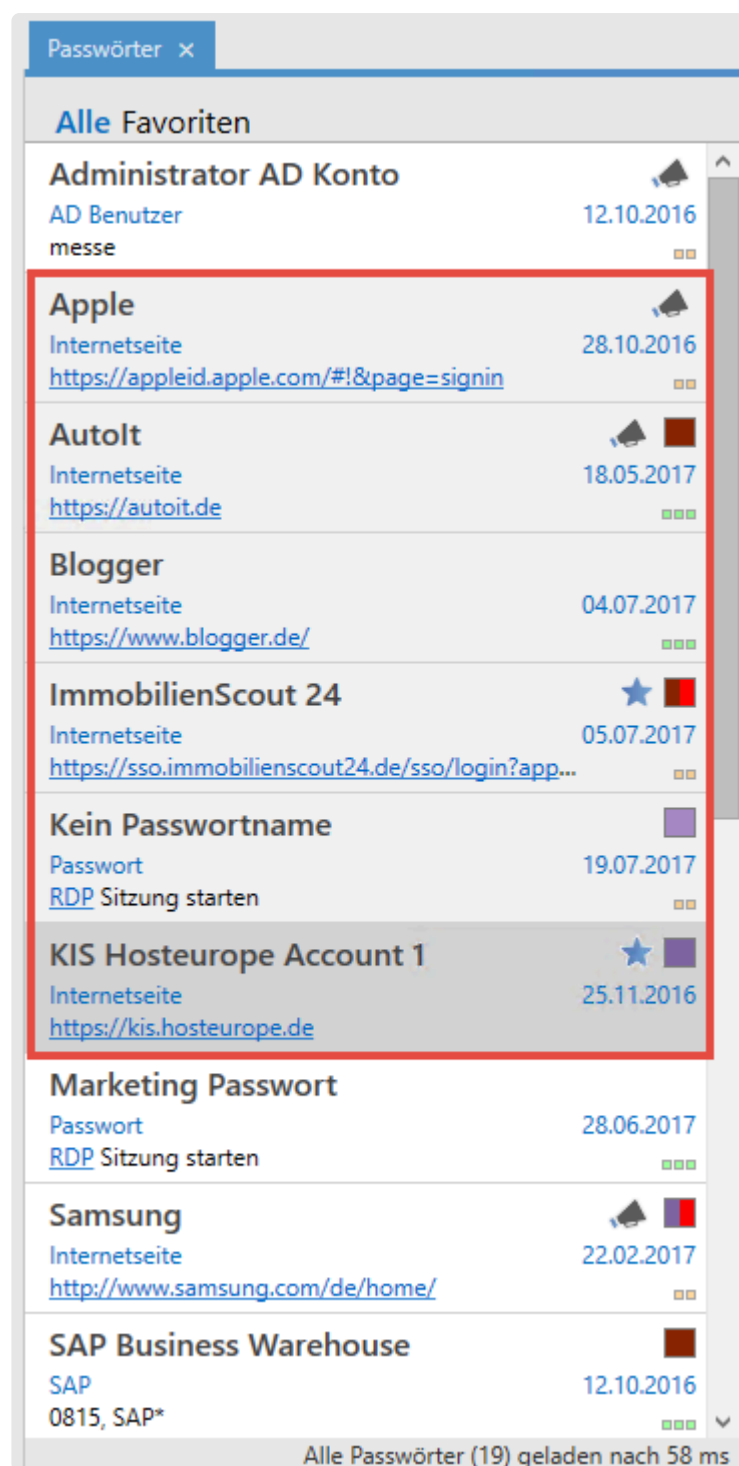 Passwörter ×
Alle Favoriten
Administrator AD Konto
AD Benutzer 12.10.2016
messe
Apple
Internetseite 28.10.2016
https://appleid.apple.com/#!&page=signin
AutoIt
Internetseite 18.05.2017
https://autoit.de
Blogger
Internetseite 04.07.2017
https://www.blogger.de/
ImmobilienScout 24
Internetseite 05.07.2017
https://sso.immobilienscout24.de/sso/login?app...
Kein Passwortname
Passwort 19.07.2017
RDP Sitzung starten
KIS Hosteurope Account 1
Internetseite 25.11.2016
https://kis.hosteurope.de
Marketing Passwort
Passwort 28.06.2017
RDP Sitzung starten
Samsung
Internetseite 22.02.2017
http://www.samsung.com/de/home/
SAP Business Warehouse
SAP 12.10.2016
0815, SAP*
Alle Passwörter (19) geladen nach 58 ms